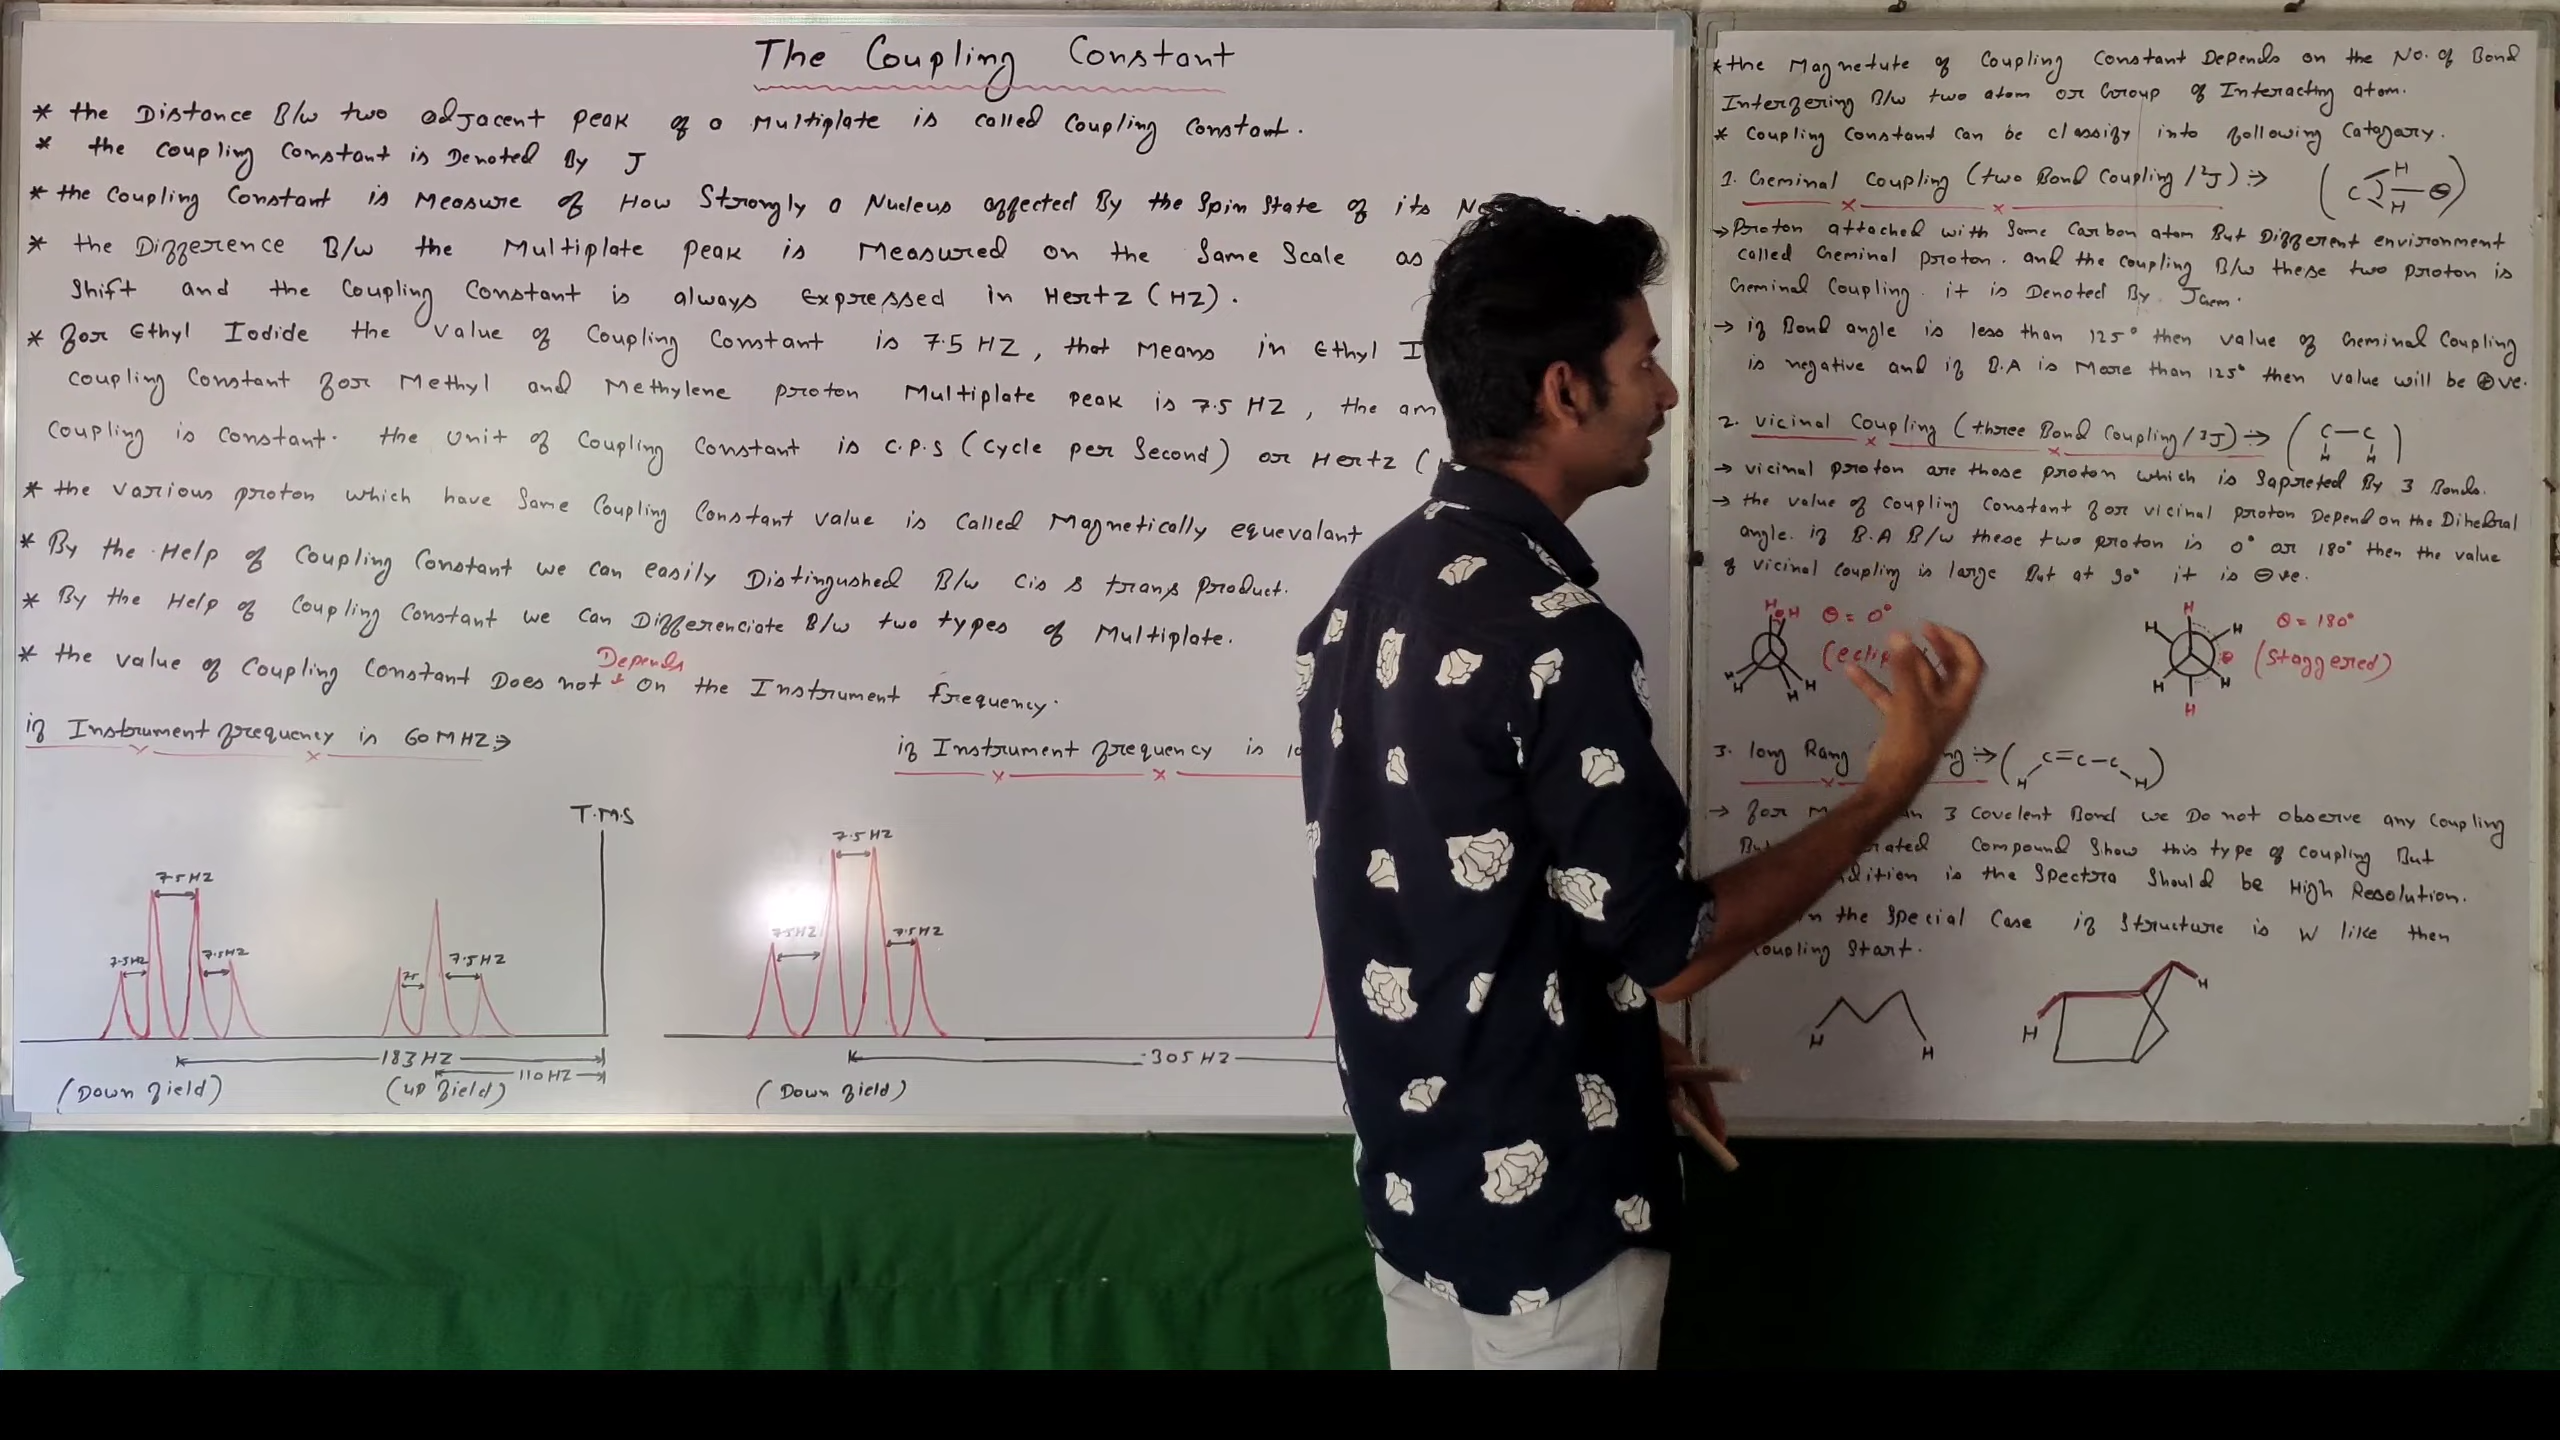 The Coupling Constant
* the Distance B/w two adjacent peak of a Multiplate is called Coupling Constant.
* the Coupling Constant is Denoted By J
* the Coupling Constant is Measure of How Strongly a Nucleus affected By the Spin State of its
* the Difference B/w the Multiplate peak is Measured on the Same Scale as
Shift and the Coupling Constant is always Expressed in Hertz (HZ).
* for Ethyl Iodide the value of Coupling Constant is 7.5 HZ, that Means in Ethyl I
Coupling Constant for Methyl and Methylene proton Multiplate peak is 7.5 HZ, the am
Coupling is Constant. the Unit of Coupling Constant is C.P.S (Cycle per Second) or Hertz (
* the various proton which have Same Coupling Constant value is Called Magnetically equevalant
* By the Help of Coupling Constant we can easily Distingushed B/w Cis & trans product.
* By the Help of Coupling Constant we can Differenciate B/w two types of Multiplate.
Depends
* the value of Coupling Constant Does not on the Instrument frequency.
if Instrument frequency is 60 MHZ⇒
T.M.S
7.5 HZ
7.5HZ
7.5HZ
7.5
7.5 HZ
183 HZ
110 HZ
(Down field)
(up field)
if Instrument frequency is 10
7.5 HZ
7.5HZ
7.5HZ
305 HZ
(Down field)
* the Magnetute of Coupling Constant Depends on the No. of Bond
Interfering B/w two atom or Group of Interacting atom.
* Coupling Constant can be classify into following Catagary.
1. Geminal Coupling (two Bond Coupling / ²J) :⇒ (C H H)
→ Proton attached with Same Carbon atom But Different environment
called Geminal proton. and the coupling B/w these two proton is
Geminal Coupling. it is Denoted By Jgem.
→ if Bond angle is less than 125° then value of Geminal Coupling
is negative and if B.A is More than 125° then value will be ⊕ve.
2. vicinal Coupling (three Bond Coupling / ³J) ⇒ (C-C H H)
→ vicinal proton are those proton which is Sapreted By 3 Bonds.
→ the value of Coupling Constant for vicinal proton Depend on the Dihedral
angle. if B.A B/w these two proton is 0° or 180° then the value
of vicinal coupling is large But at 90° it is ⊖ve.
H H θ = 0°
(eclip
H H H H
H θ = 180°
H H
(Staggered)
H H
H
3. long Rang ng :⇒ (H C=C-C H)
→ for M an 3 Covelent Bond we Do not observe any Coupling
But rated Compound Show this type of Coupling But
dition is the Spectra Should be High Resolution.
n the Special Case if Structure is W like then
Coupling Start.
H H
H H